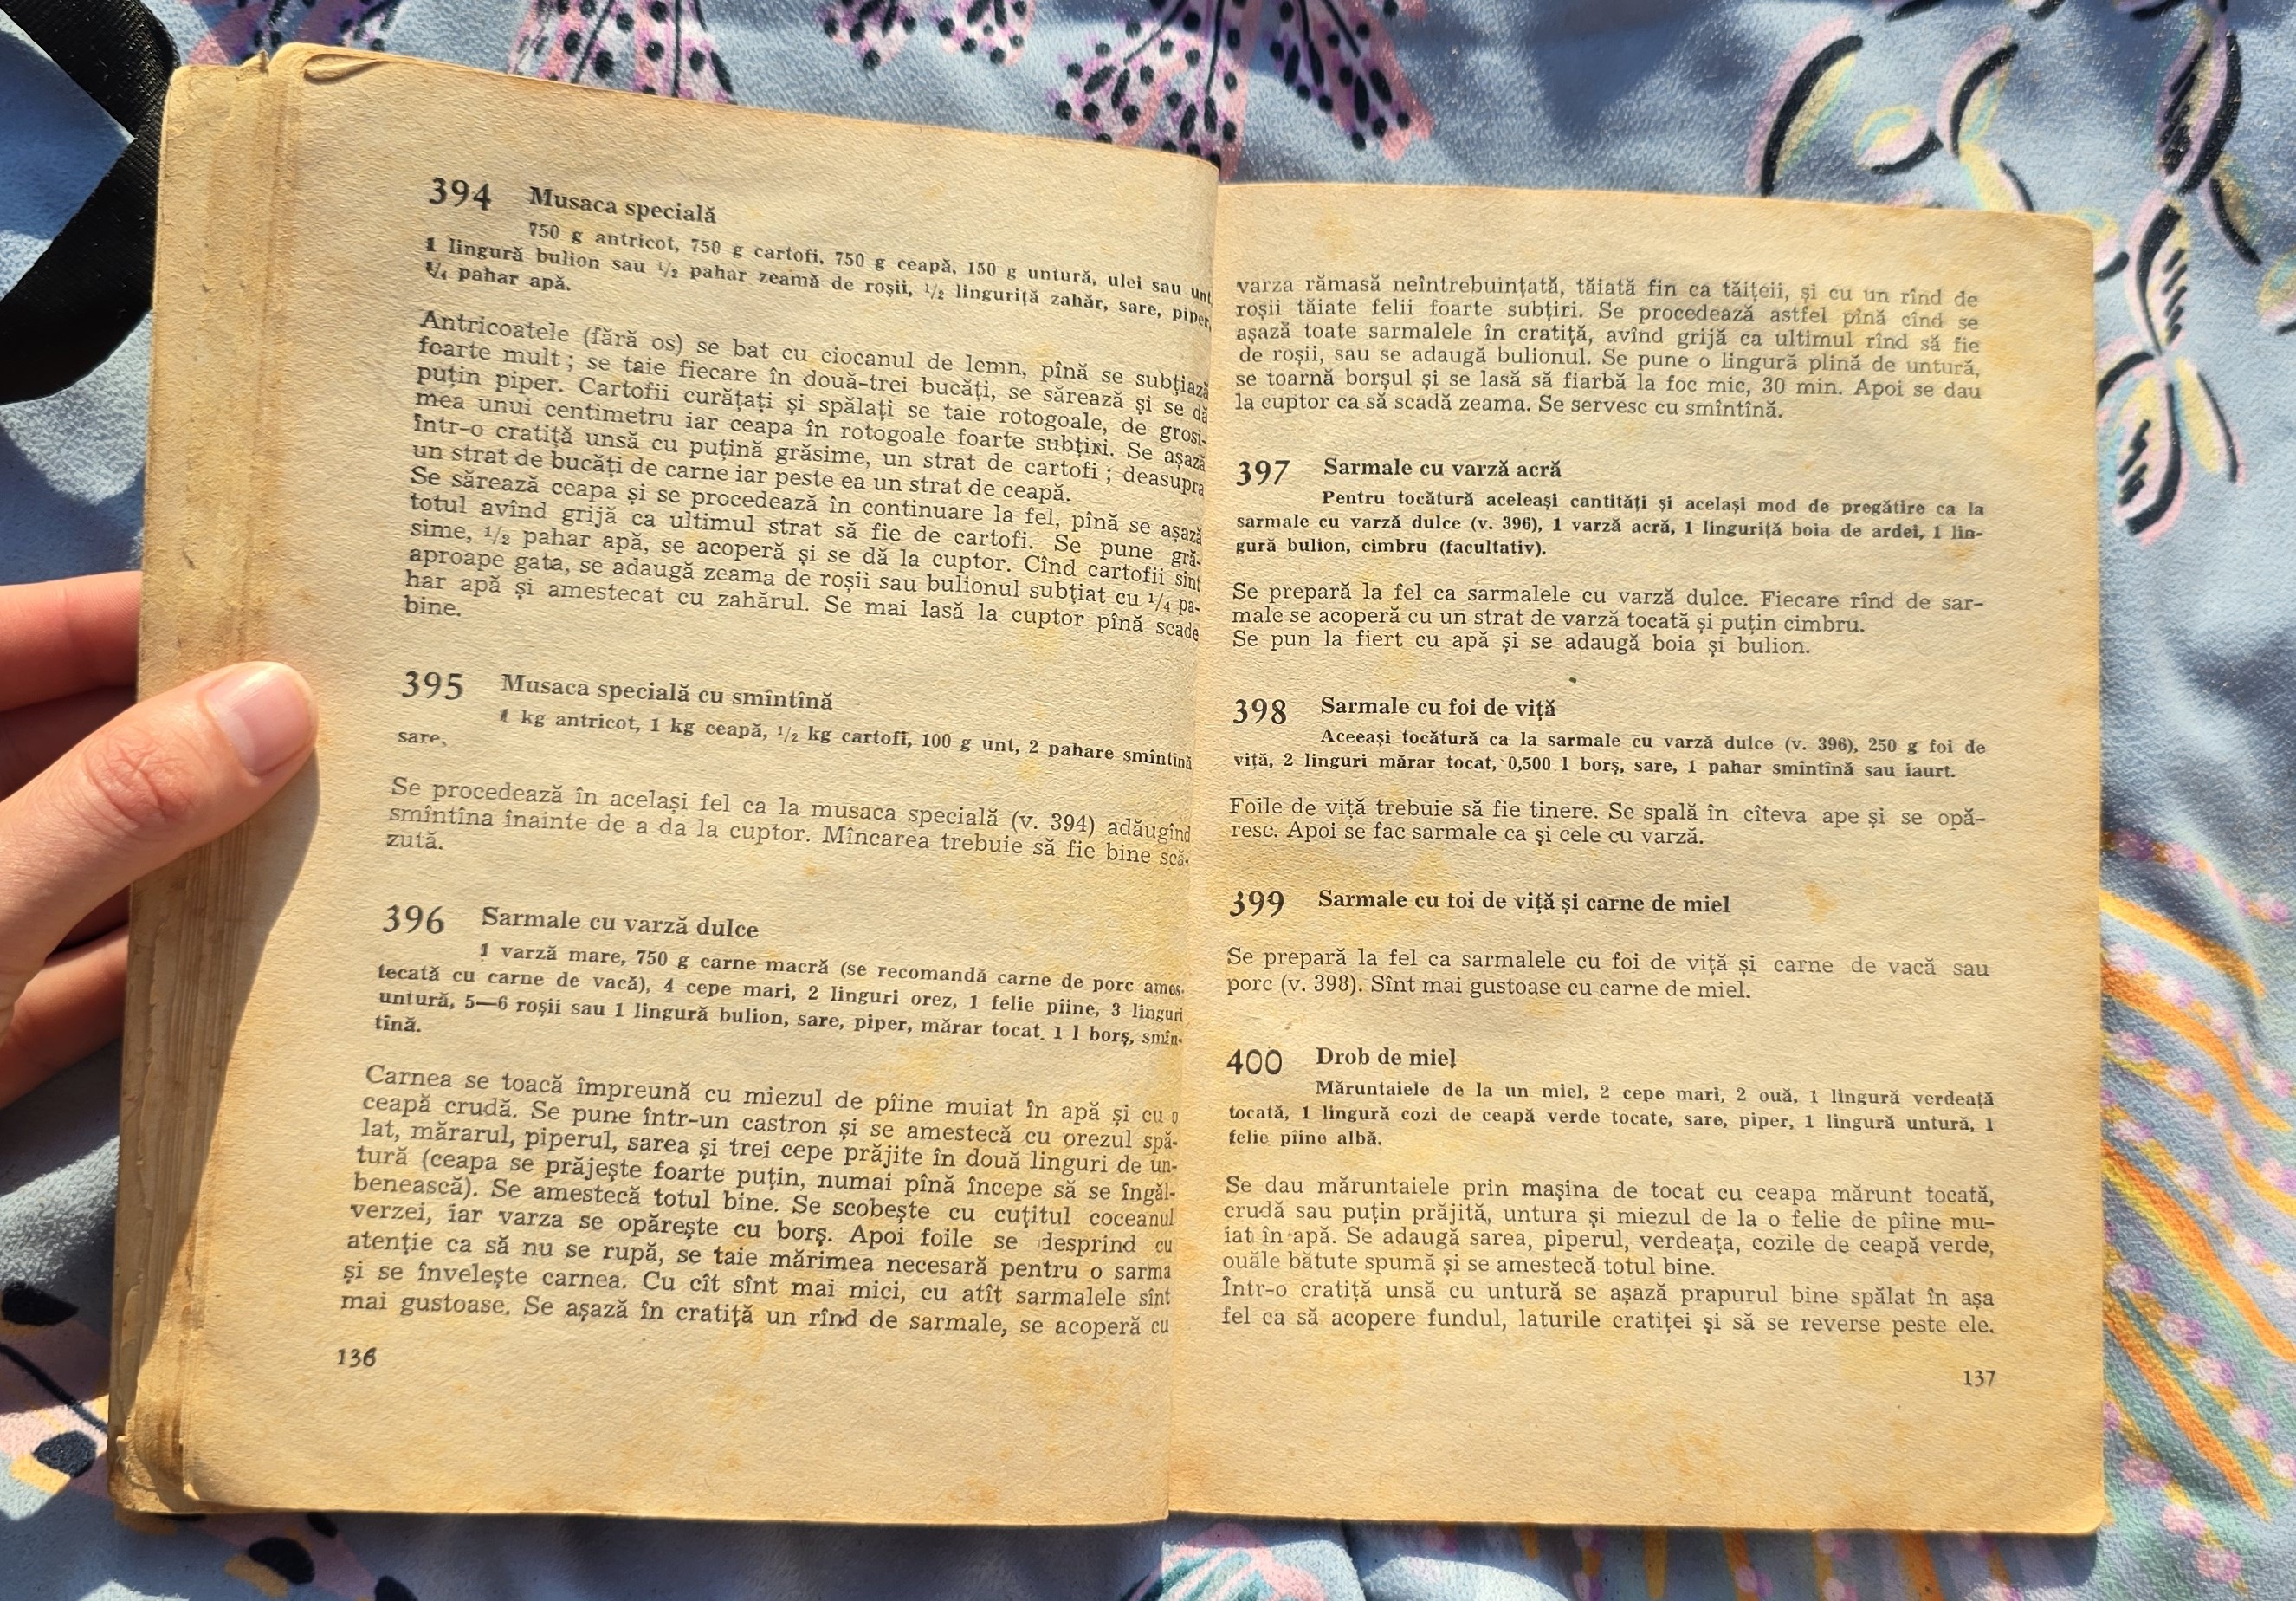 394 Musaca specială
750 g antricot, 750 g cartofi, 750 g ceapă, 150 g untură, ulei sau unt,
1 lingură bulion sau 1/2 pahar zeamă de roșii, 1/2 linguriță zahăr, sare, piper,
1/4 pahar apă.
Antricoatele (fără os) se bat cu ciocanul de lemn, pînă se subțiază
foarte mult ; se taie fiecare în două-trei bucăți, se sărează și se dă
puțin piper. Cartofii curățați și spălați se taie rotogoale, de grosi-
mea unui centimetru iar ceapa în rotogoale foarte subțiri. Se așază
într-o cratiță unsă cu puțină grăsime, un strat de cartofi ; deasupra
un strat de bucăți de carne iar peste ea un strat de ceapă.
Se sărează ceapa și se procedează în continuare la fel, pînă se așază
totul avînd grijă ca ultimul strat să fie de cartofi. Se pune gră-
sime, 1/2 pahar apă, se acoperă și se dă la cuptor. Cînd cartofii sînt
aproape gata, se adaugă zeama de roșii sau bulionul subțiat cu 1/4 pa-
har apă și amestecat cu zahărul. Se mai lasă la cuptor pînă scade
bine.
395 Musaca specială cu smîntînă
1 kg antricot, 1 kg ceapă, 1/2 kg cartofi, 100 g unt, 2 pahare smîntînă
sare.
Se procedează în același fel ca la musaca specială (v. 394) adăugînd
smîntîna înainte de a da la cuptor. Mîncarea trebuie să fie bine scă-
zută.
396 Sarmale cu varză dulce
1 varză mare, 750 g carne macră (se recomandă carne de porc ames-
tecată cu carne de vacă), 4 cepe mari, 2 linguri orez, 1 felie pîine, 3 linguri
untură, 5—6 roșii sau 1 lingură bulion, sare, piper, mărar tocat, 1 l borș, smîn-
tînă.
Carnea se toacă împreună cu miezul de pîine muiat în apă și cu o
ceapă crudă. Se pune într-un castron și se amestecă cu orezul spă-
lat, mărarul, piperul, sarea și trei cepe prăjite în două linguri de un-
tură (ceapa se prăjește foarte puțin, numai pînă începe să se îngăl-
benească). Se amestecă totul bine. Se scobește cu cuțitul coceanul
verzei, iar varza se opărește cu borș. Apoi foile se desprind cu
atenție ca să nu se rupă, se taie mărimea necesară pentru o sarma
și se învelește carnea. Cu cît sînt mai mici, cu atît sarmalele sînt
mai gustoase. Se așază în cratiță un rînd de sarmale, se acoperă cu
136
varza rămasă neîntrebuințată, tăiată fin ca tăițeii, și cu un rînd de
roșii tăiate felii foarte subțiri. Se procedează astfel pînă cînd se
așază toate sarmalele în cratiță, avînd grijă ca ultimul rînd să fie
de roșii, sau se adaugă bulionul. Se pune o lingură plină de untură,
se toarnă borșul și se lasă să fiarbă la foc mic, 30 min. Apoi se dau
la cuptor ca să scadă zeama. Se servesc cu smîntînă.
397 Sarmale cu varză acră
Pentru tocătură aceleași cantități și același mod de pregătire ca la
sarmale cu varză dulce (v. 396), 1 varză acră, 1 linguriță boia de ardei, 1 lin-
gură bulion, cimbru (facultativ).
Se prepară la fel ca sarmalele cu varză dulce. Fiecare rînd de sar-
male se acoperă cu un strat de varză tocată și puțin cimbru.
Se pun la fiert cu apă și se adaugă boia și bulion.
398 Sarmale cu foi de viță
Aceeași tocătură ca la sarmale cu varză dulce (v. 396), 250 g foi de
viță, 2 linguri mărar tocat, 0,500 l borș, sare, 1 pahar smîntînă sau iaurt.
Foile de viță trebuie să fie tinere. Se spală în cîteva ape și se opă-
resc. Apoi se fac sarmale ca și cele cu varză.
399 Sarmale cu toi de viță și carne de miel
Se prepară la fel ca sarmalele cu foi de viță și carne de vacă sau
porc (v. 398). Sînt mai gustoase cu carne de miel.
400 Drob de miel
Măruntaiele de la un miel, 2 cepe mari, 2 ouă, 1 lingură verdeață
tocată, 1 lingură cozi de ceapă verde tocate, sare, piper, 1 lingură untură, 1
felie pîine albă.
Se dau măruntaiele prin mașina de tocat cu ceapa mărunt tocată,
crudă sau puțin prăjită, untura și miezul de la o felie de pîine mu-
iat în apă. Se adaugă sarea, piperul, verdeața, cozile de ceapă verde,
ouăle bătute spumă și se amestecă totul bine.
Într-o cratiță unsă cu untură se așază prapurul bine spălat în așa
fel ca să acopere fundul, laturile cratiței și să se reverse peste ele.
137